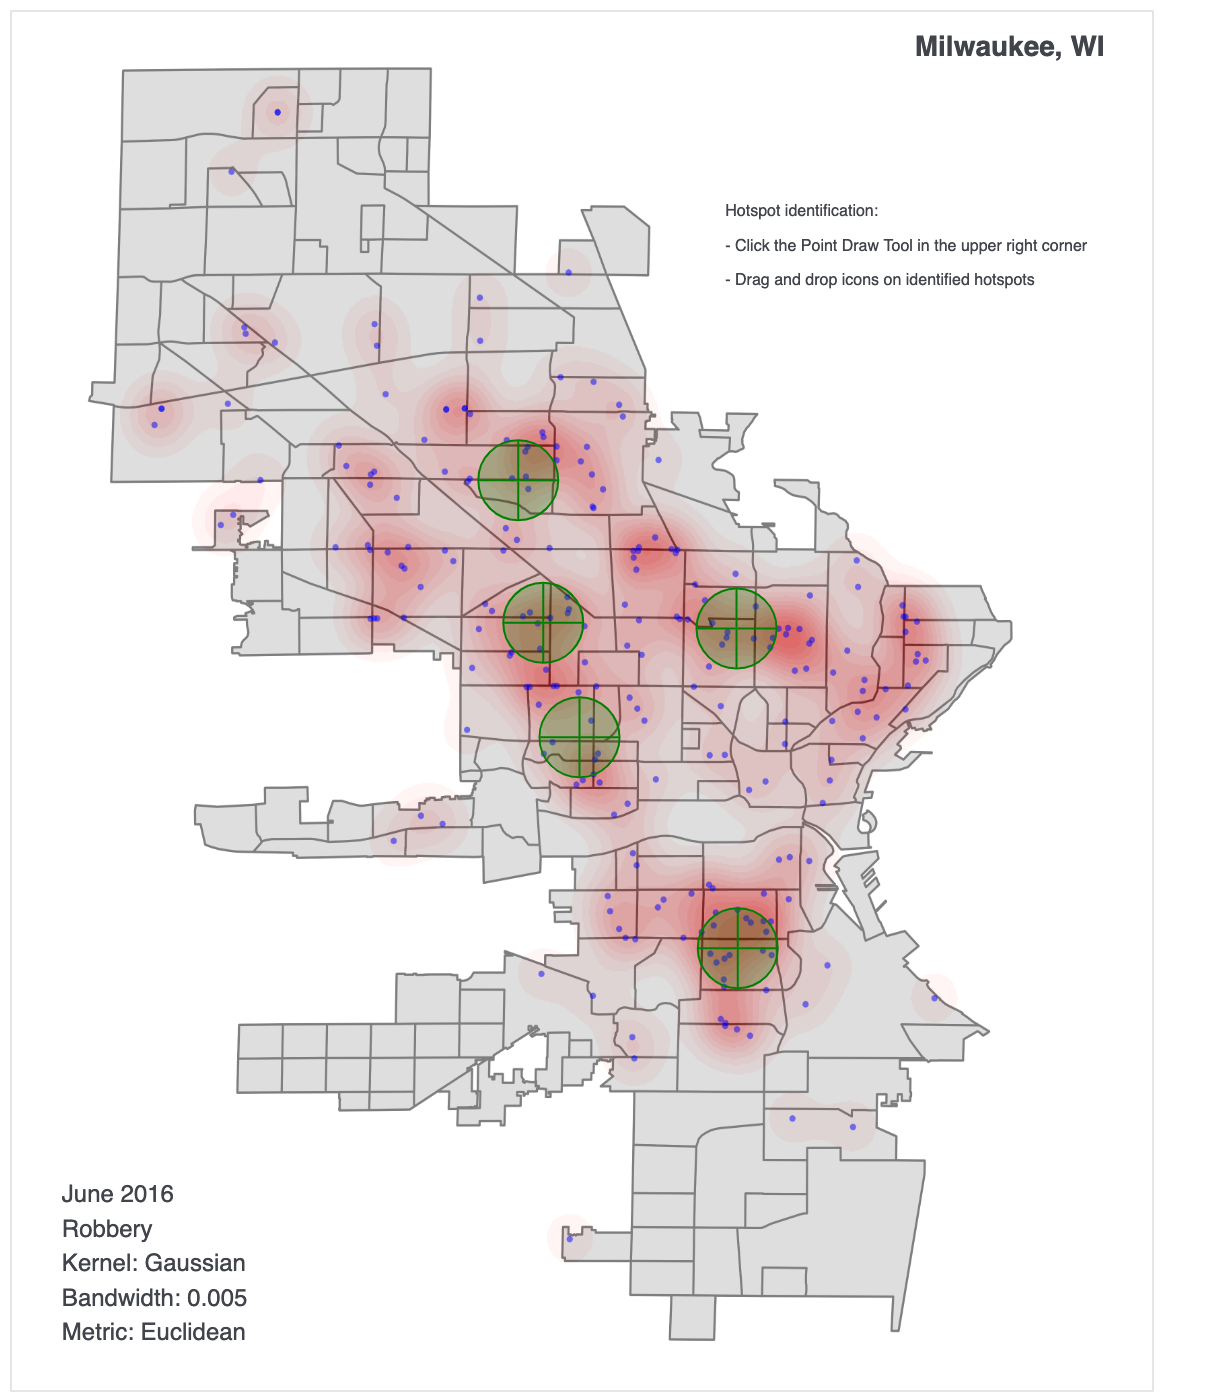 Milwaukee, WI
Hotspot identification:
- Click the Point Draw Tool in the upper right corner
- Drag and drop icons on identified hotspots
June 2016
Robbery
Kernel: Gaussian
Bandwidth: 0.005
Metric: Euclidean